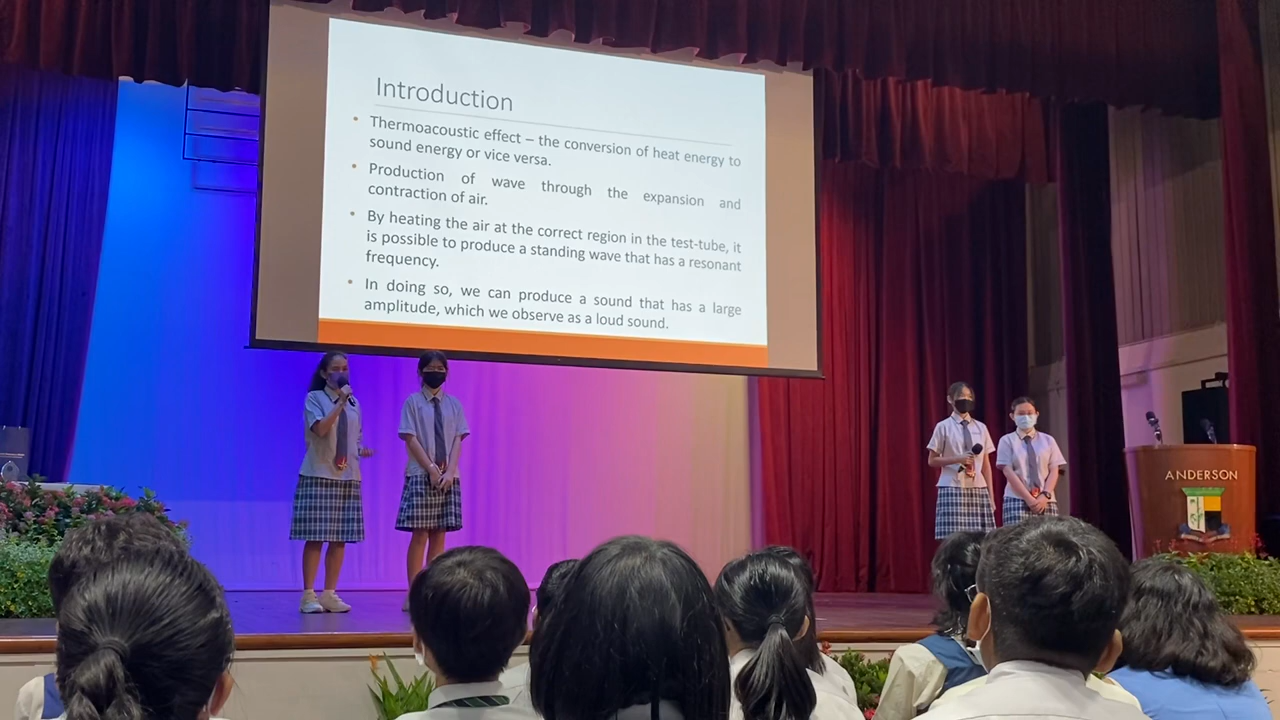 Introduction
• Thermoacoustic effect – the conversion of heat energy to
sound energy or vice versa.
• Production of wave through the expansion and
contraction of air.
• By heating the air at the correct region in the test-tube, it
is possible to produce a standing wave that has a resonant
frequency.
• In doing so, we can produce a sound that has a large
amplitude, which we observe as a loud sound.
ANDERSON